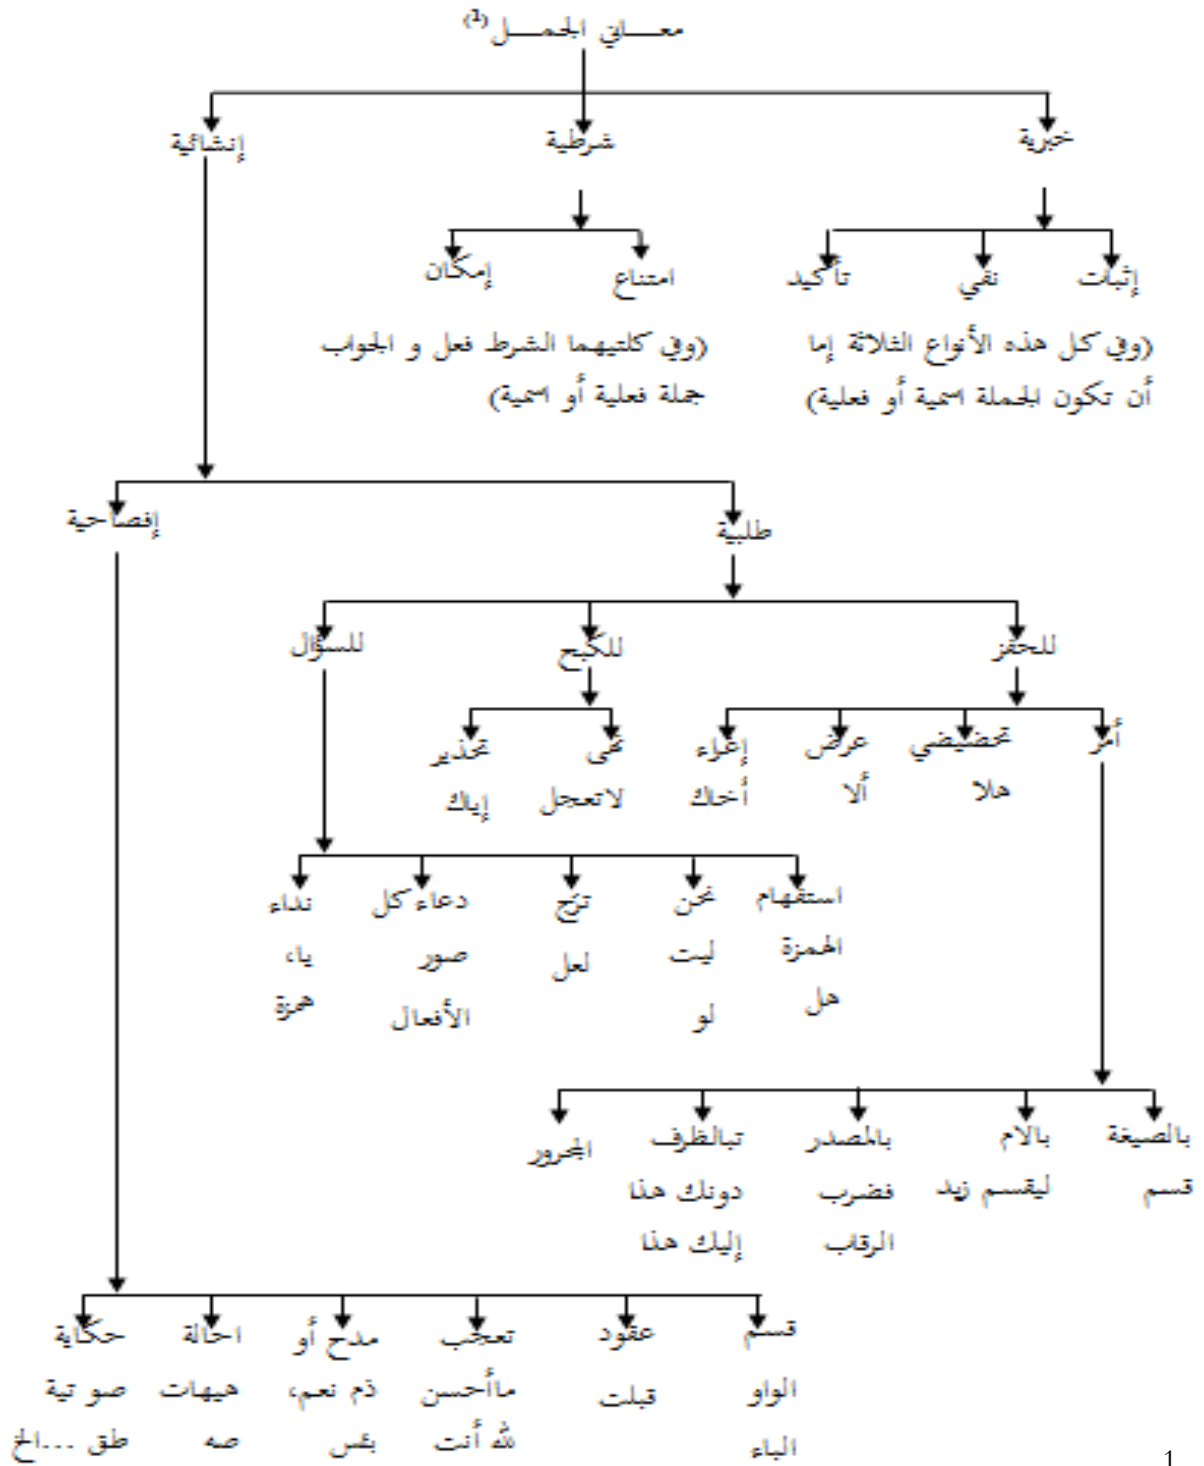 معـــاني الجمـــل(1)
خبرية شرطية إنشائية
إثبات نفي تأكيد امتناع إمكان
(وفي كل هذه الأنواع الثلاثة إما (وفي كلتيهما الشرط فعل و الجواب
أن تكون الجملة اسمية أو فعلية) جملة فعلية أو اسمية)
طلبية إفصاحية
للحفز للكبح للسؤال
أمر تحضيضي عرض إغراء نهى تحذير
هلا ألا أخاك لاتعجل إياك
استفهام نحن ترج دعاء كل نداء
الهمزة ليت لعل صور ياء
هل لو الأفعال همزة
بالصيغة بالام بالمصدر تبالظرف المجرور
قسم ليقسم زيد فضرب دونك هذا
الرقاب إليك هذا
قسم عقود تعجب مدح أو احالة حكاية
الواو قبلت ماأحسن ذم نعم، هيهات صو تية
الباء لله أنت بئس صه طق ...الخ
1